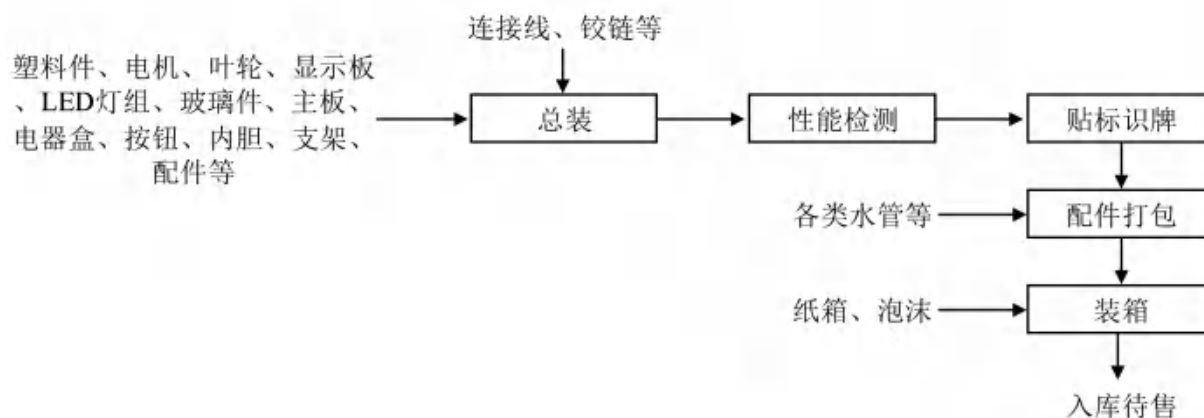 连接线、铰链等
塑料件、电机、叶轮、显示板
、LED灯组、玻璃件、主板、
电器盒、按钮、内胆、支架、
配件等
总装
性能检测
贴标识牌
各类水管等
配件打包
纸箱、泡沫
装箱
入库待售